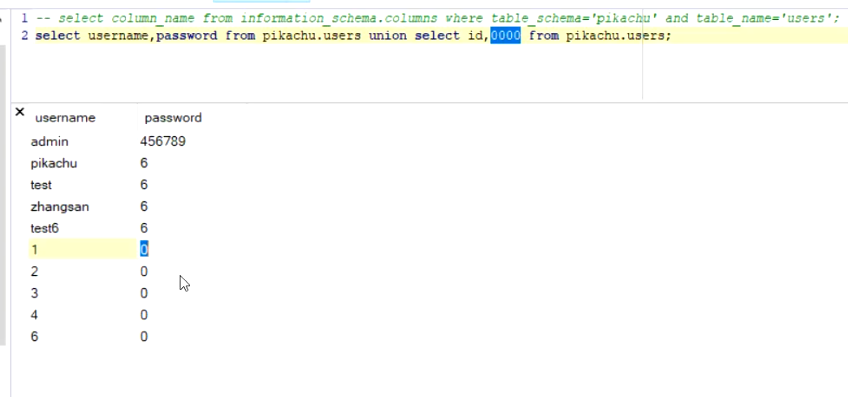 1 -- select column_name from information_schema.columns where table_schema='pikachu' and table_name='users';
2 select username,password from pikachu.users union select id,0000 from pikachu.users;
× username password
admin 456789
pikachu 6
test 6
zhangsan 6
test6 6
1 0
2 0
3 0
4 0
6 0